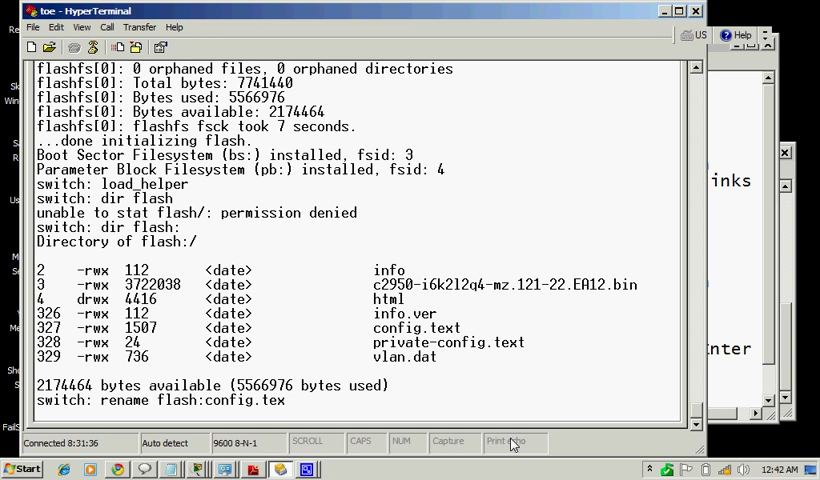 toe - HyperTerminal
File Edit View Call Transfer Help
US Help
flashfs[0]: 0 orphaned files, 0 orphaned directories
flashfs[0]: Total bytes: 7741440
flashfs[0]: Bytes used: 5566976
flashfs[0]: Bytes available: 2174464
flashfs[0]: flashfs fsck took 7 seconds.
...done initializing flash.
Boot Sector Filesystem (bs:) installed, fsid: 3
Parameter Block Filesystem (pb:) installed, fsid: 4
switch: load_helper
switch: dir flash
unable to stat flash/: permission denied
switch: dir flash:
Directory of flash:/
2 -rwx 112 <date> info
3 -rwx 3722038 <date> c2950-i6k2l2q4-mz.121-22.EA12.bin
4 drwx 4416 <date> html
326 -rwx 112 <date> info.ver
327 -rwx 1507 <date> config.text
328 -rwx 24 <date> private-config.text
329 -rwx 736 <date> vlan.dat
2174464 bytes available (5566976 bytes used)
switch: rename flash:config.tex
inks
Enter
Connected 8:31:36 Auto detect 9600 8-N-1 SCROLL CAPS NUM Capture Print echo
Start 12:42 AM